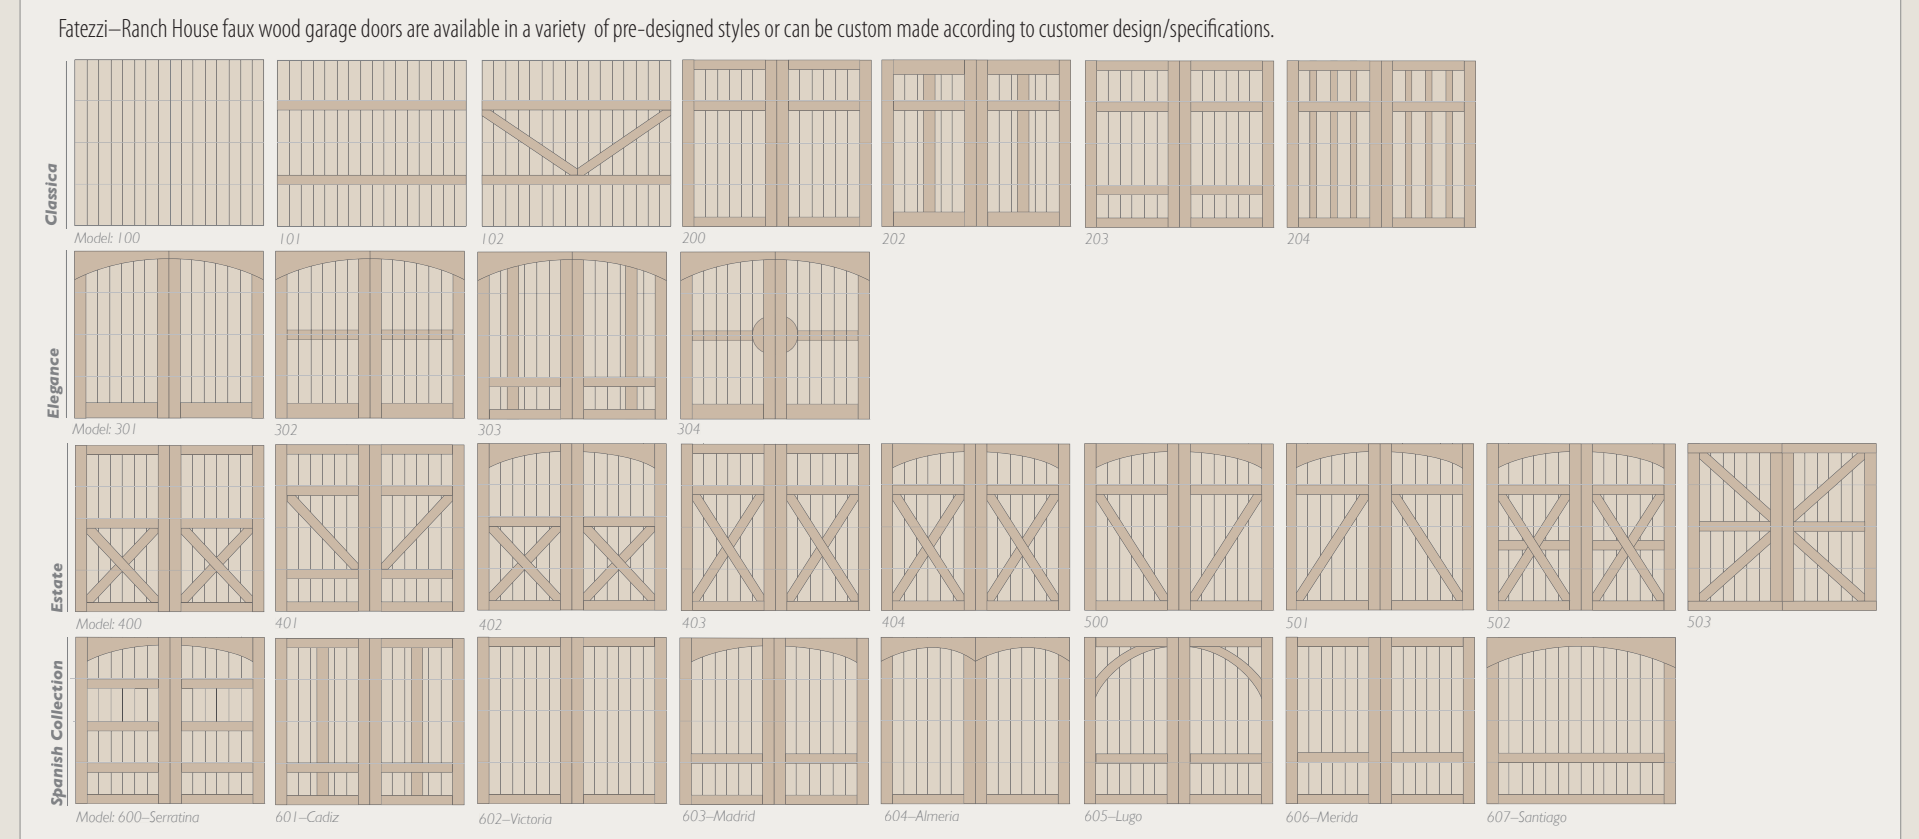 Fatezzi–Ranch House faux wood garage doors are available in a variety of pre-designed styles or can be custom made according to customer design/specifications.
Classica
Model: 100
101
102
200
202
203
204
Elegance
Model: 301
302
303
304
Estate
Model: 400
401
402
403
404
500
501
502
503
Spanish Collection
Model: 600–Serratina
601–Cadiz
602–Victoria
603–Madrid
604–Almeria
605–Lugo
606–Merida
607–Santiago